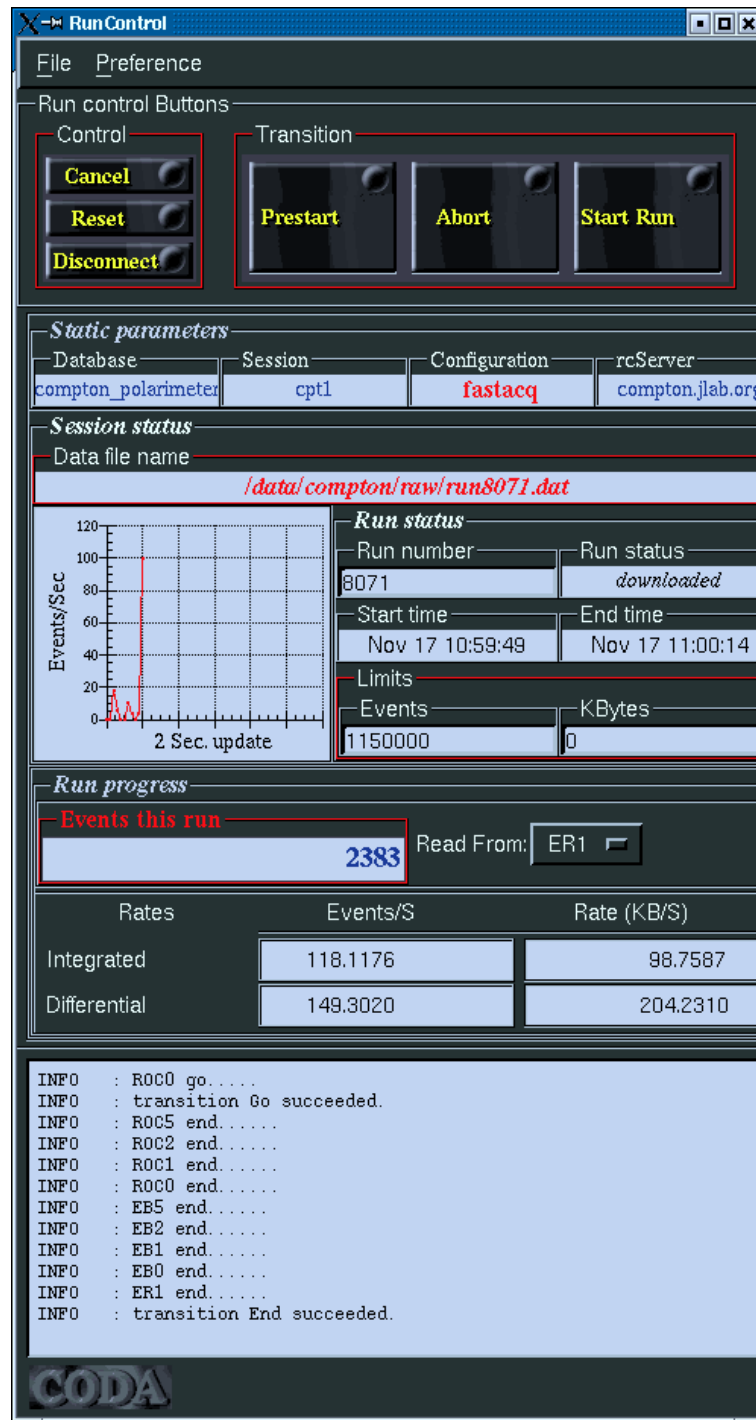 RunControl
File Preference
Run control Buttons
Control
Transition
Cancel
Reset
Disconnect
Prestart
Abort
Start Run
Static parameters
Database Session Configuration rcServer
compton_polarimeter cpt1 fastacq compton.jlab.org
Session status
Data file name
/data/compton/raw/run8071.dat
Events/Sec
120
100
80
60
40
20
0
2 Sec. update
Run status
Run number Run status
8071 downloaded
Start time End time
Nov 17 10:59:49 Nov 17 11:00:14
Limits
Events KBytes
1150000 0
Run progress
Events this run
2383
Read From: ER1
Rates Events/S Rate (KB/S)
Integrated 118.1176 98.7587
Differential 149.3020 204.2310
INFO : ROC0 go.....
INFO : transition Go succeeded.
INFO : ROC5 end......
INFO : ROC2 end......
INFO : ROC1 end......
INFO : ROC0 end......
INFO : EB5 end......
INFO : EB2 end......
INFO : EB1 end......
INFO : EB0 end......
INFO : ER1 end......
INFO : transition End succeeded.
CODA